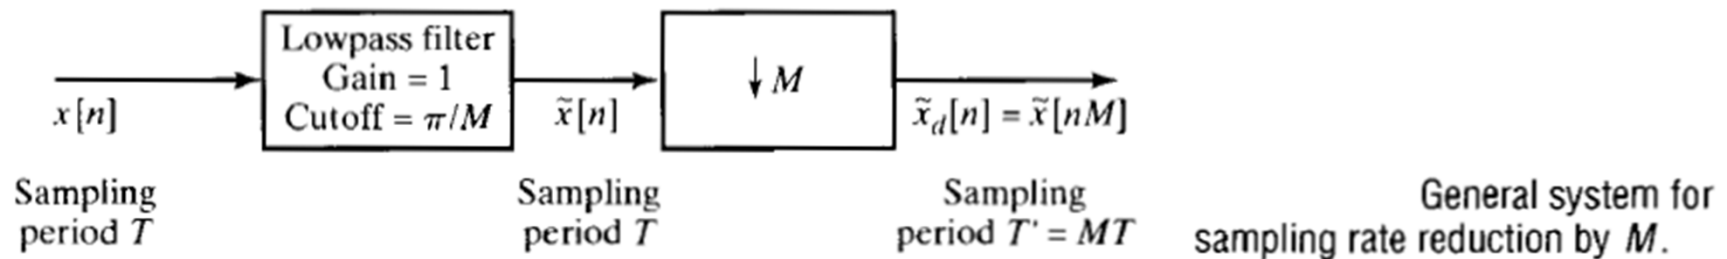 Lowpass filter
Gain = 1
Cutoff = π/M
↓ M
x[n]
x̃[n]
x̃d[n] = x̃[nM]
Sampling
period T
Sampling
period T
Sampling
period T' = MT
General system for
sampling rate reduction by M.